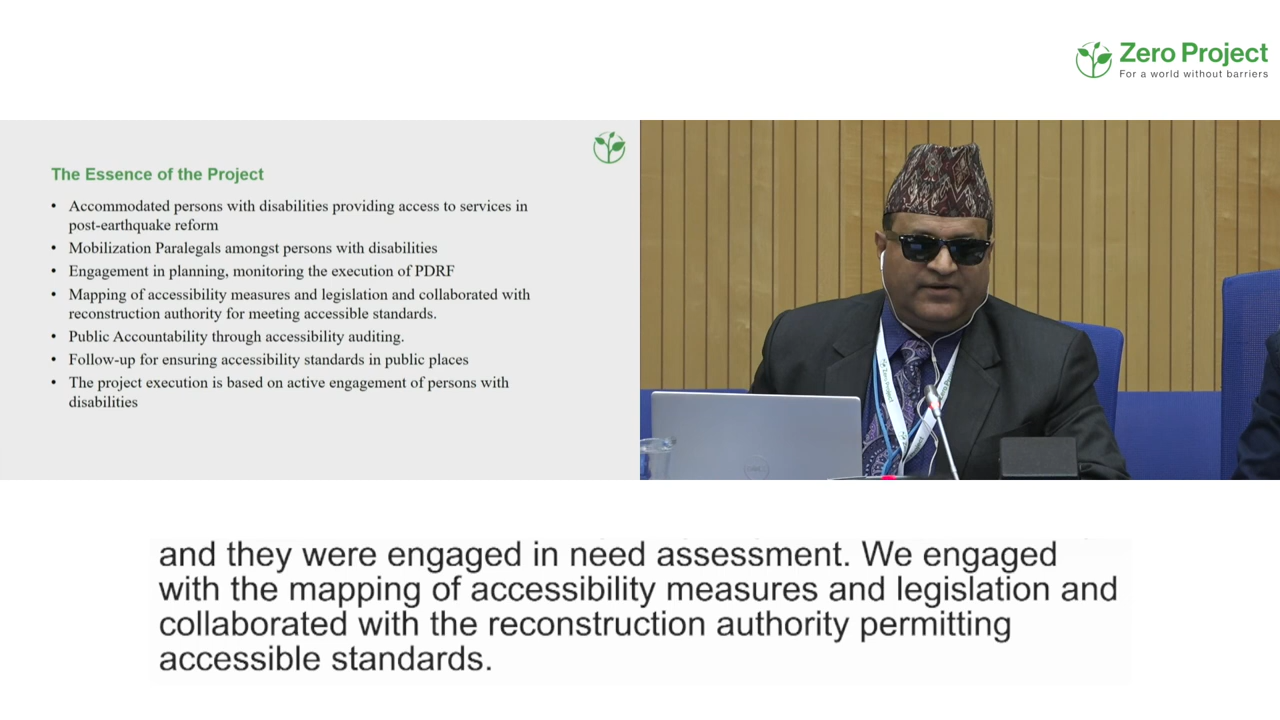 Zero Project
For a world without barriers
The Essence of the Project
• Accommodated persons with disabilities providing access to services in
post-earthquake reform
• Mobilization Paralegals amongst persons with disabilities
• Engagement in planning, monitoring the execution of PDRF
• Mapping of accessibility measures and legislation and collaborated with
reconstruction authority for meeting accessible standards.
• Public Accountability through accessibility auditing.
• Follow-up for ensuring accessibility standards in public places
• The project execution is based on active engagement of persons with
disabilities
Zero Project
DELL
and they were engaged in need assessment. We engaged
with the mapping of accessibility measures and legislation and
collaborated with the reconstruction authority permitting
accessible standards.